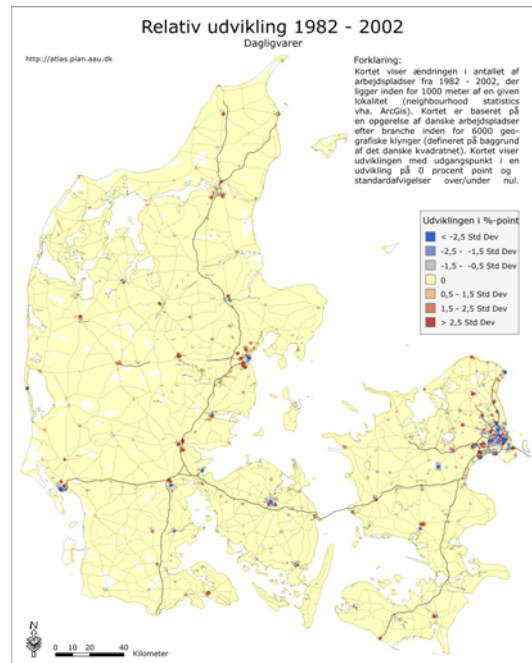 Relativ udvikling 1982 - 2002
Dagligvarer
http://atlas.plan.aau.dk
Forklaring:
Kortet viser ændringen i antallet af
arbejdspladser fra 1982 - 2002, der
ligger inden for 1000 meter af en given
lokalitet (neighbourhood statistics
vha. ArcGis). Kortet er baseret på
en opgørelse af danske arbejdspladser
efter branche inden for 6000 geo-
grafiske klynger (defineret på baggrund
af det danske kvadratnet). Kortet viser
udviklingen med udgangspunkt i en
udvikling på 0 procent point og
standardafvigelser over/under nul.
Udviklingen i %-point
< -2,5 Std Dev
-2,5 - -1,5 Std Dev
-1,5 - -0,5 Std Dev
0
0,5 - 1,5 Std Dev
1,5 - 2,5 Std Dev
> 2,5 Std Dev
N
0 10 20 40
Kilometer